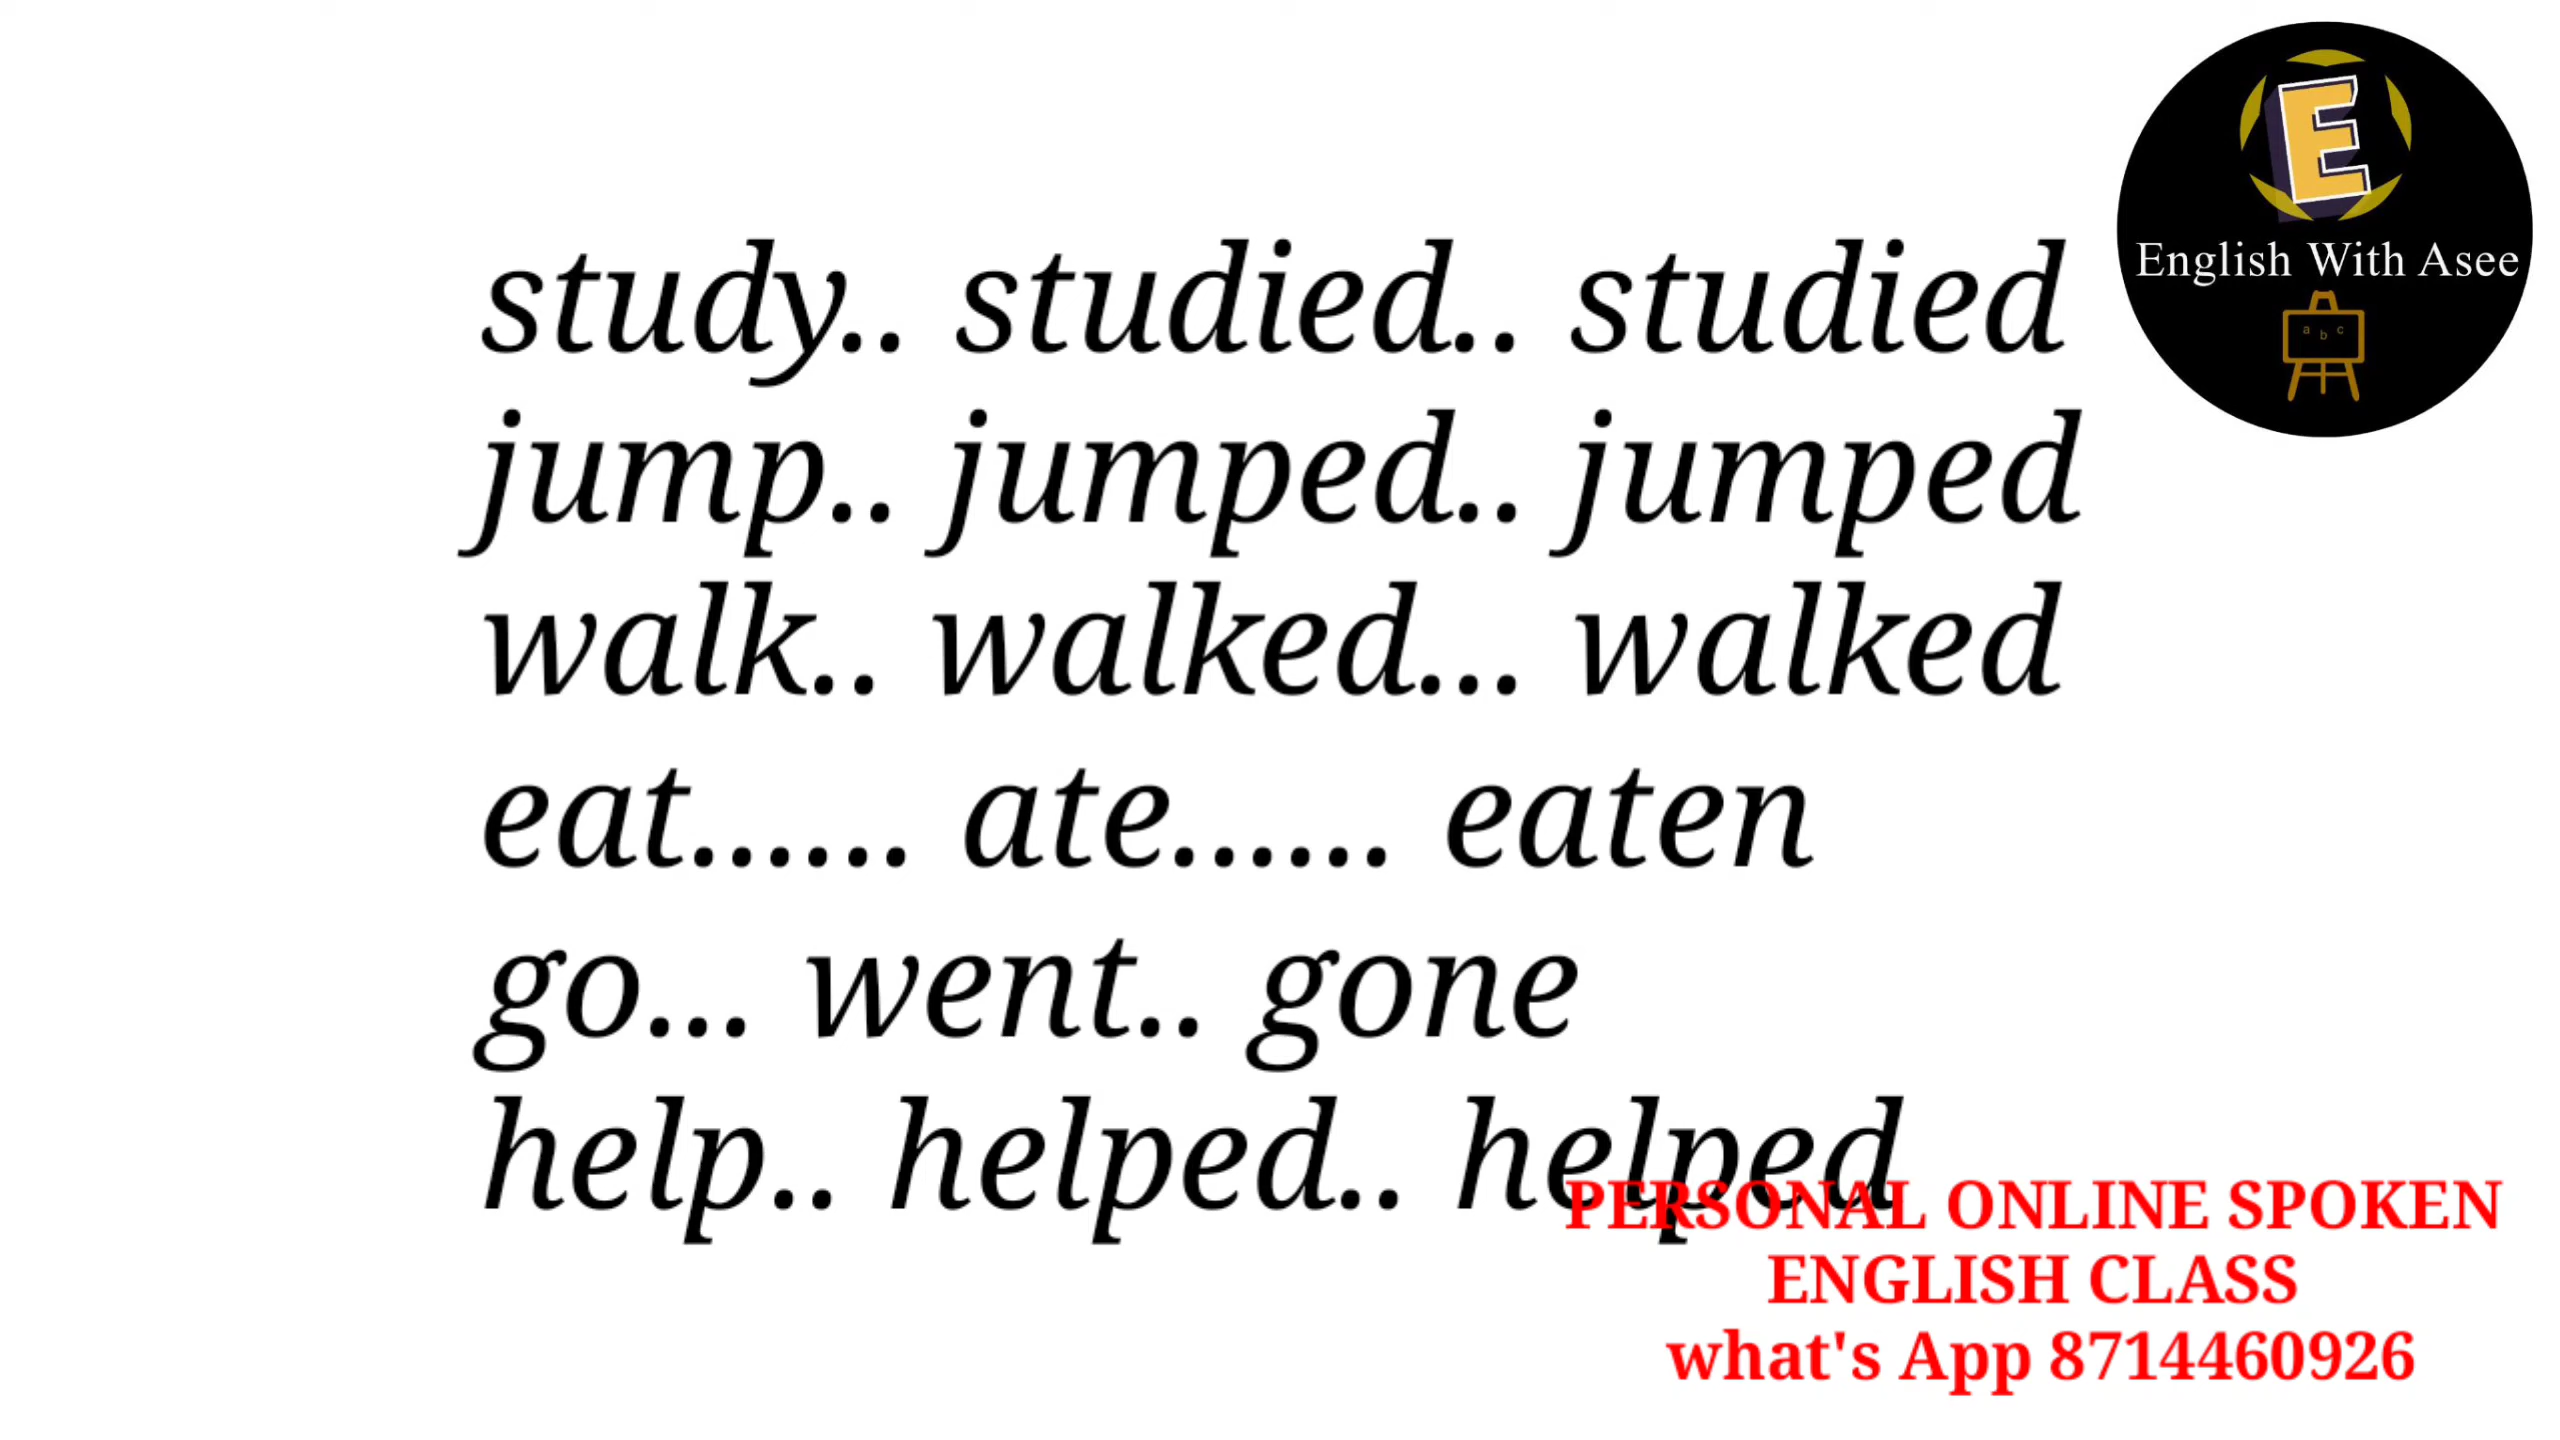 English With Asee
a b c
study.. studied.. studied
jump.. jumped.. jumped
walk.. walked... walked
eat...... ate...... eaten
go... went.. gone
help.. helped.. helped
PERSONAL ONLINE SPOKEN
ENGLISH CLASS
what's App 8714460926